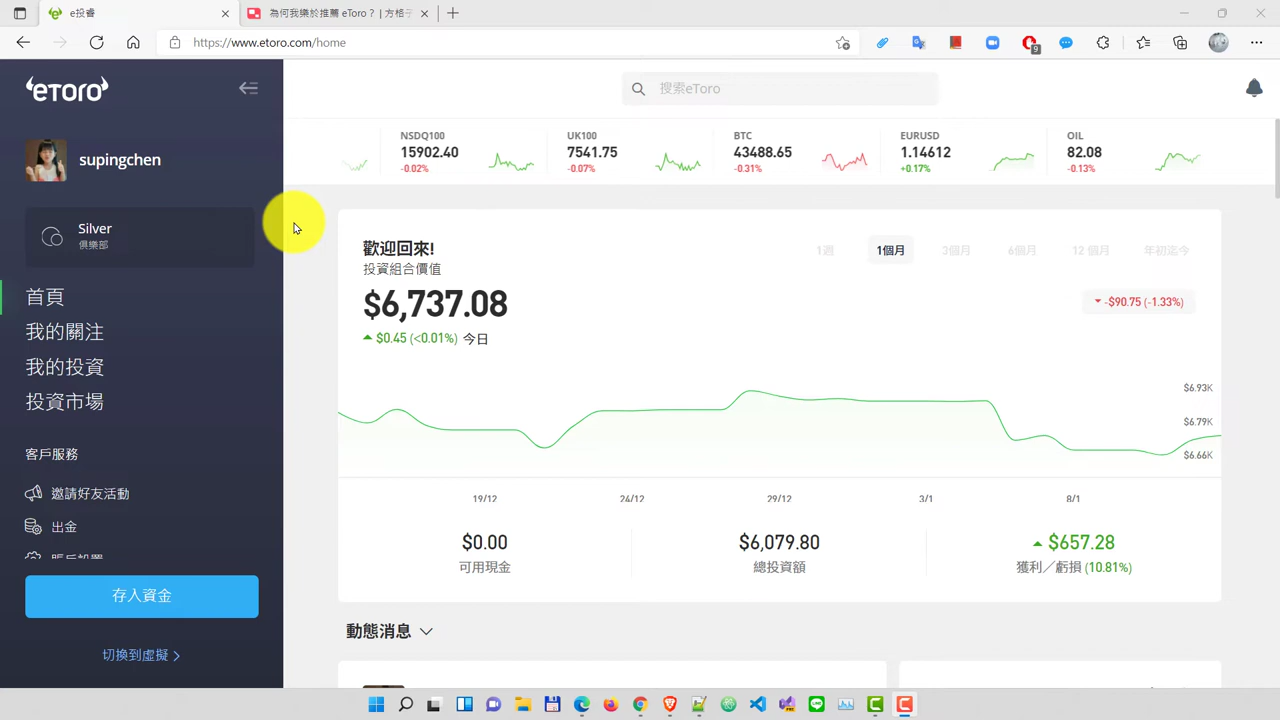 e投睿
為何我樂於推薦 eToro？ | 方格子
https://www.etoro.com/home
9
eTORO
supingchen
Silver
俱樂部
首頁
我的關注
我的投資
投資市場
客戶服務
邀請好友活動
出金
賬戶設置
存入資金
切換到虛擬
搜索eToro
NSDQ100
15902.40
-0.02%
UK100
7541.75
-0.07%
BTC
43488.65
-0.31%
EURUSD
1.14612
+0.17%
OIL
82.08
-0.13%
歡迎回來!
投資組合價值
$6,737.08
$0.45 (<0.01%) 今日
1週
1個月
3個月
6個月
12 個月
年初迄今
-$90.75 (-1.33%)
$6.93K
$6.79K
$6.66K
19/12
24/12
29/12
3/1
8/1
$0.00
可用現金
$6,079.80
總投資額
$657.28
獲利／虧損 (10.81%)
動態消息